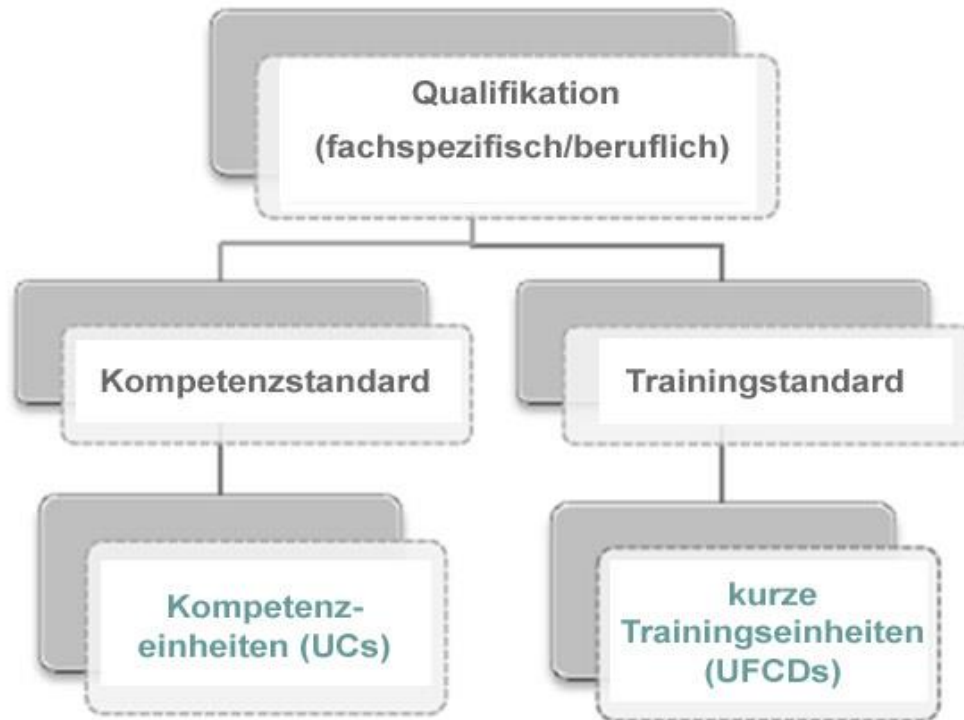 Qualifikation
(fachspezifisch/beruflich)
Kompetenzstandard
Trainingstandard
Kompetenz-
einheiten (UCs)
kurze
Trainingseinheiten
(UFCDs)